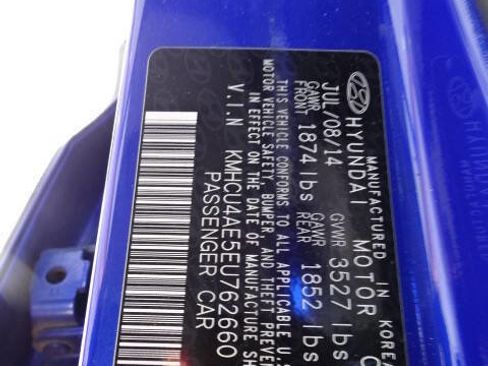 MANUFACTURED IN KOREA
HYUNDAI MOTOR C
JUL/08/14 GVWR 3527 lbs
GAWR FRONT 1874 lbs GAWR REAR 1852 lbs
THIS VEHICLE CONFORMS TO ALL APPLICABLE U.S
MOTOR VEHICLE SAFETY, BUMPER, AND THEFT PREVEN
IN EFFECT ON THE DATE OF MANUFACTURE SH
V.I.N KMHCU4AE5EU762660
PASSENGER CAR